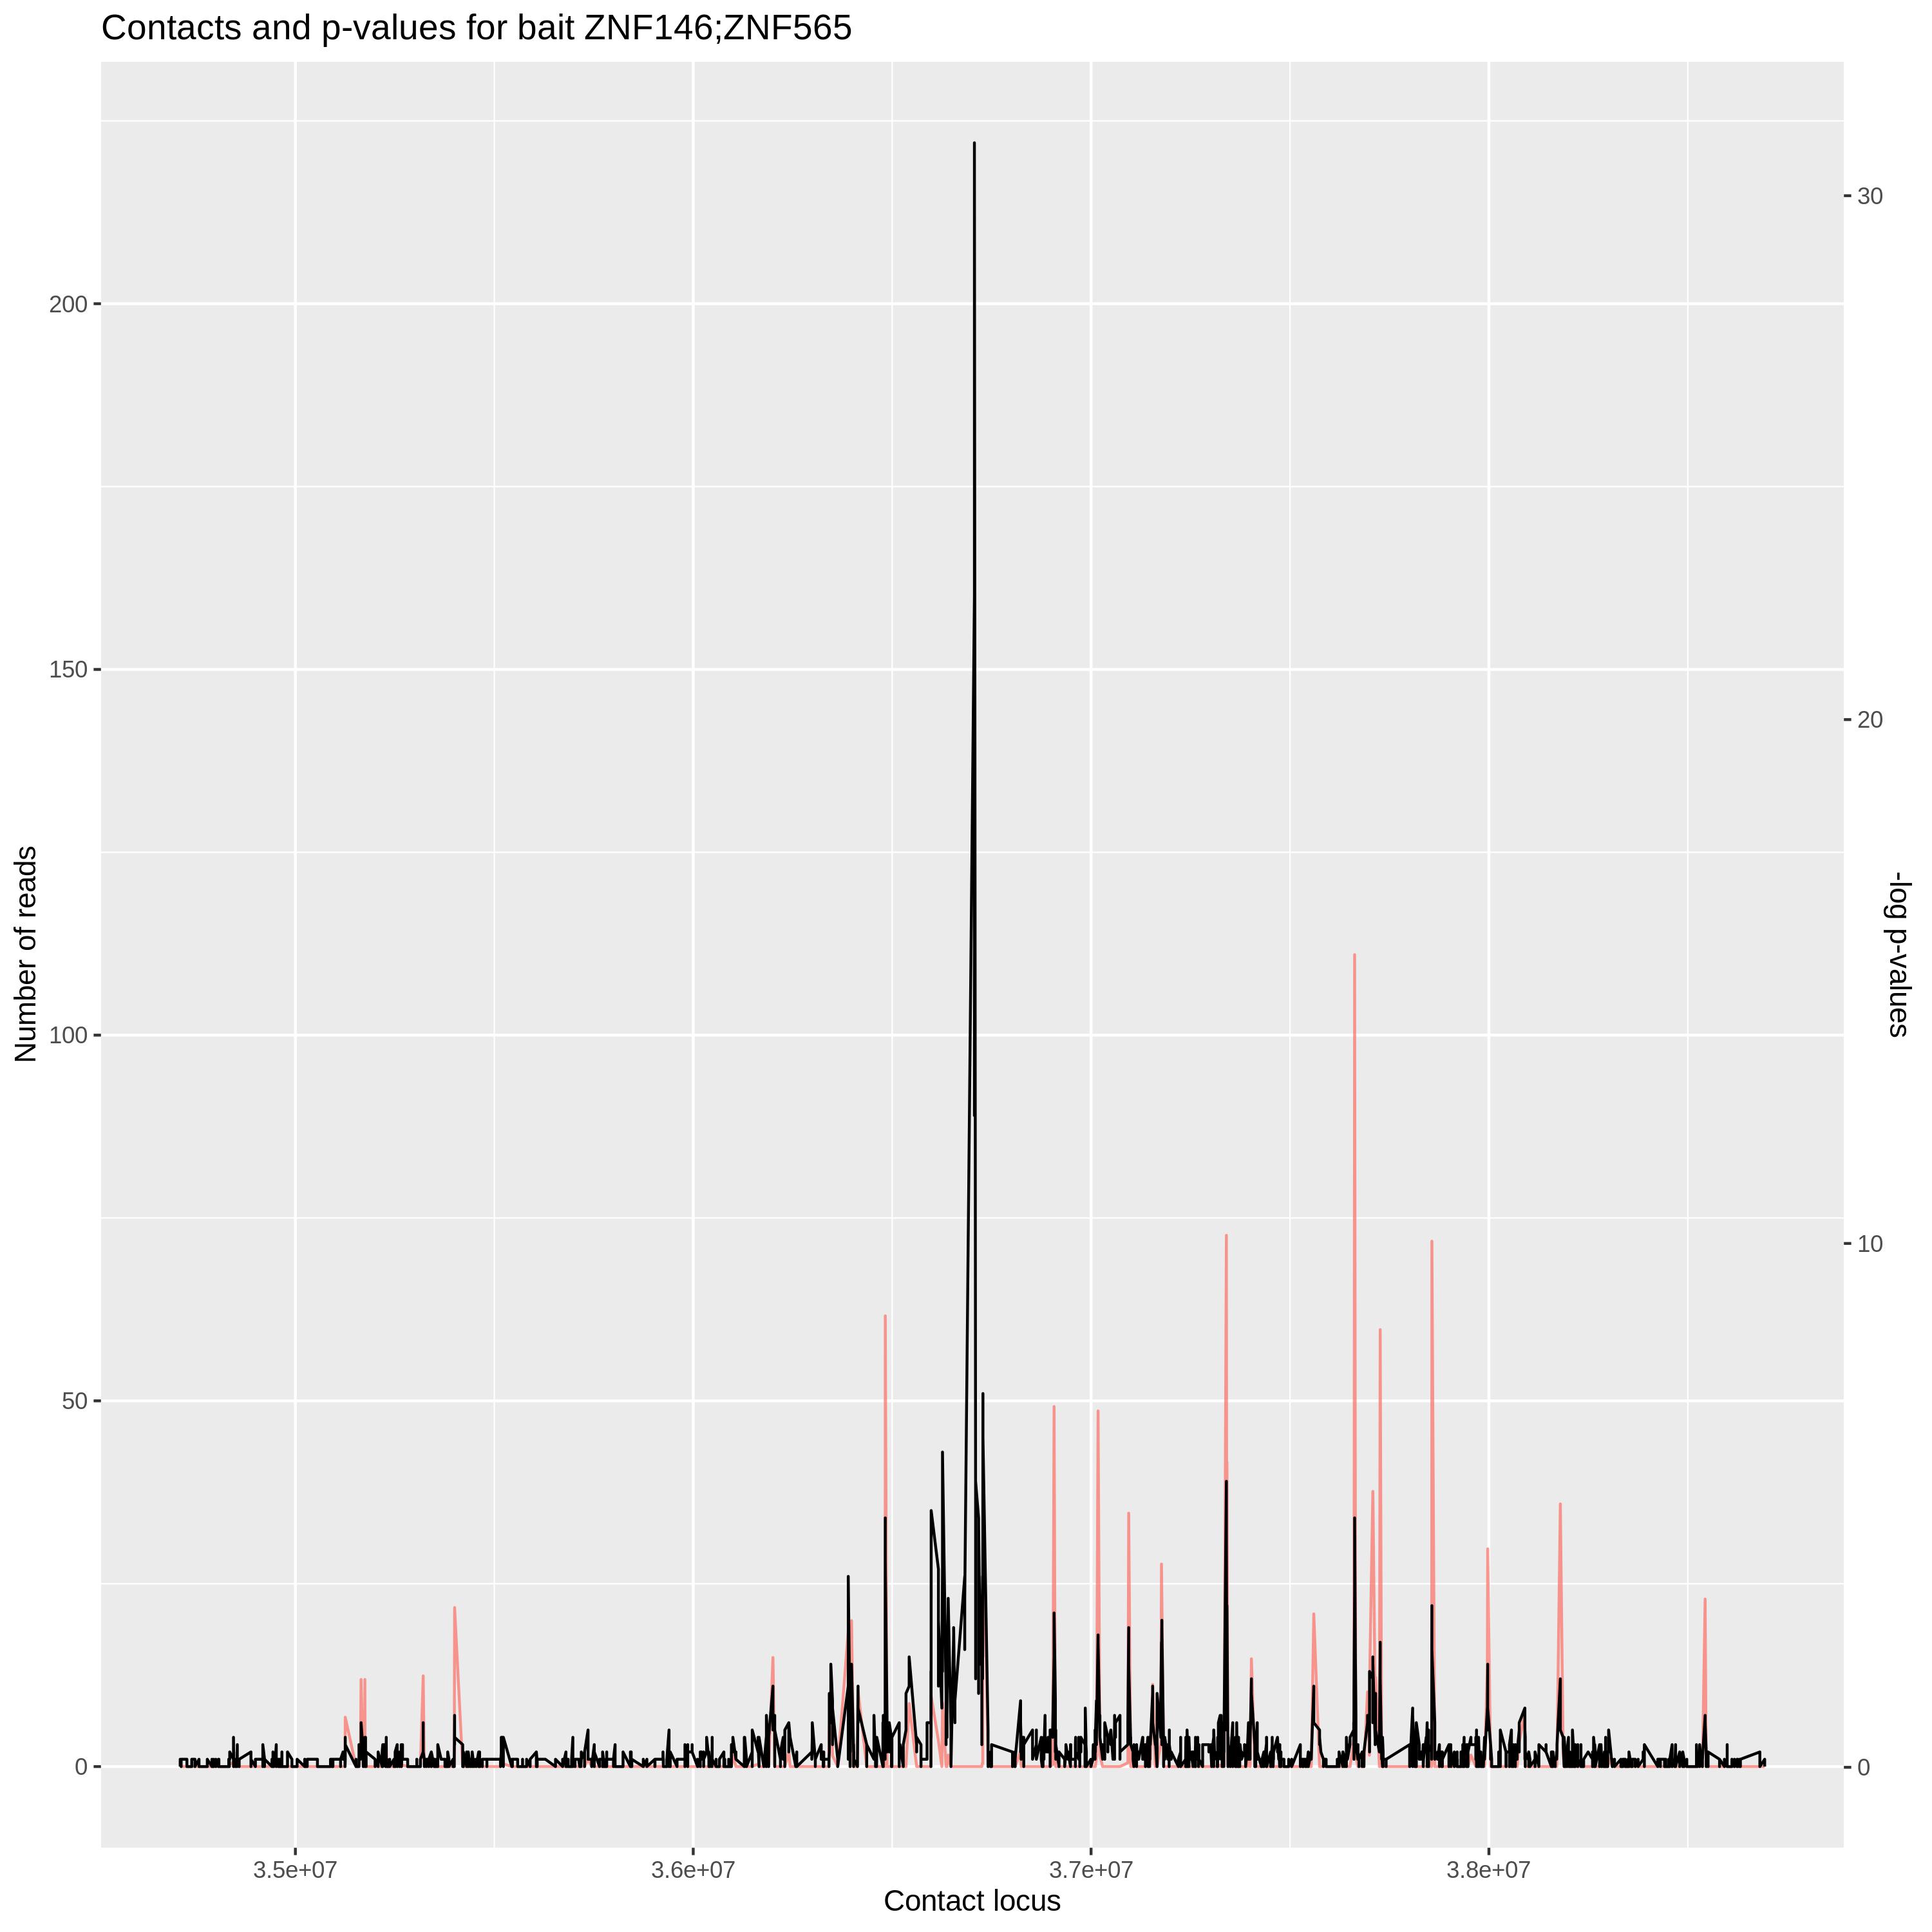 Contacts and p-values for bait ZNF146;ZNF565
Number of reads
200
150
100
50
0
30
20
10
0
-log p-values
3.5e+07
3.6e+07
3.7e+07
3.8e+07
Contact locus